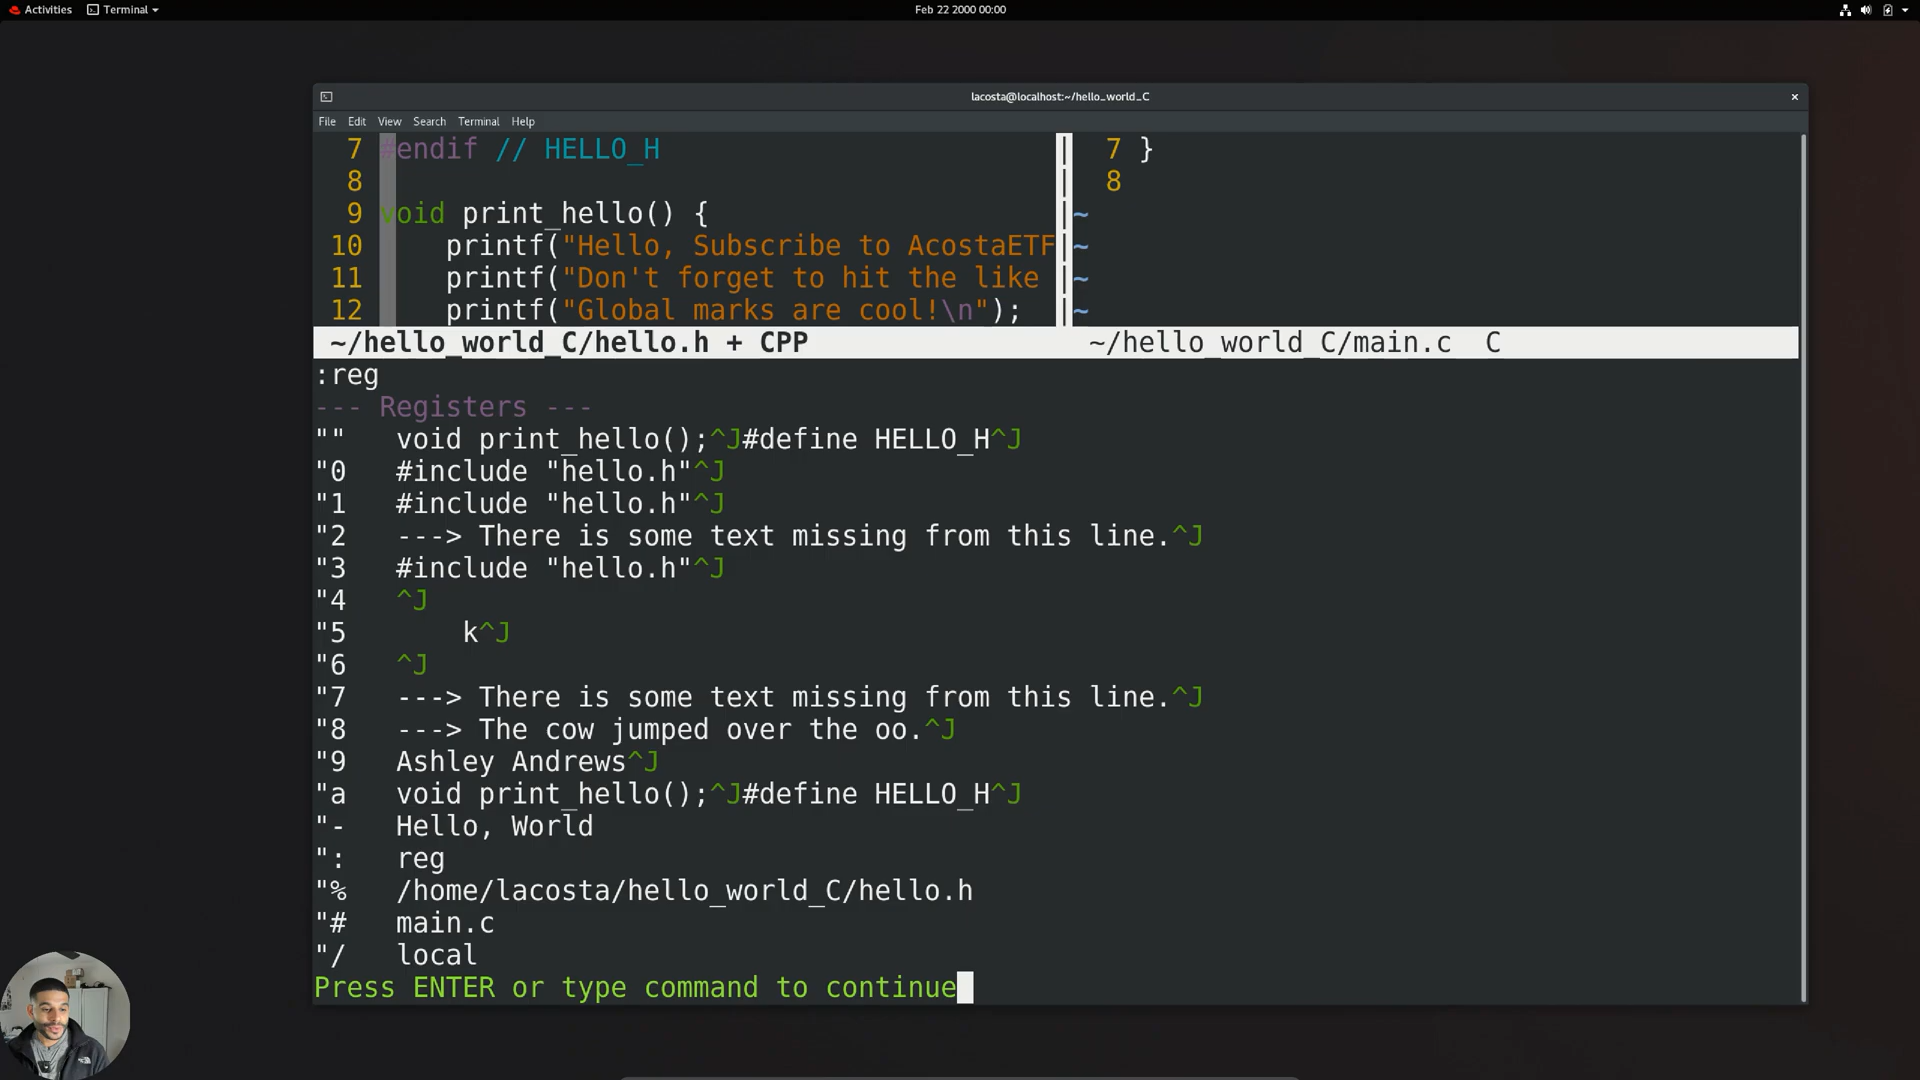 Activities Terminal Feb 22 2000 00:00
lacosta@localhost:~/hello_world_C
File Edit View Search Terminal Help
7 #endif // HELLO_H
8
9 void print_hello() {
10 printf("Hello, Subscribe to AcostaETF
11 printf("Don't forget to hit the like
12 printf("Global marks are cool!\n");
7 }
8
~
~
~
~
~/hello_world_C/hello.h + CPP ~/hello_world_C/main.c C
:reg
--- Registers ---
"" void print_hello();^J#define HELLO_H^J
"0 #include "hello.h"^J
"1 #include "hello.h"^J
"2 ---> There is some text missing from this line.^J
"3 #include "hello.h"^J
"4 ^J
"5 k^J
"6 ^J
"7 ---> There is some text missing from this line.^J
"8 ---> The cow jumped over the oo.^J
"9 Ashley Andrews^J
"a void print_hello();^J#define HELLO_H^J
"- Hello, World
": reg
"% /home/lacosta/hello_world_C/hello.h
"# main.c
"/ local
Press ENTER or type command to continue